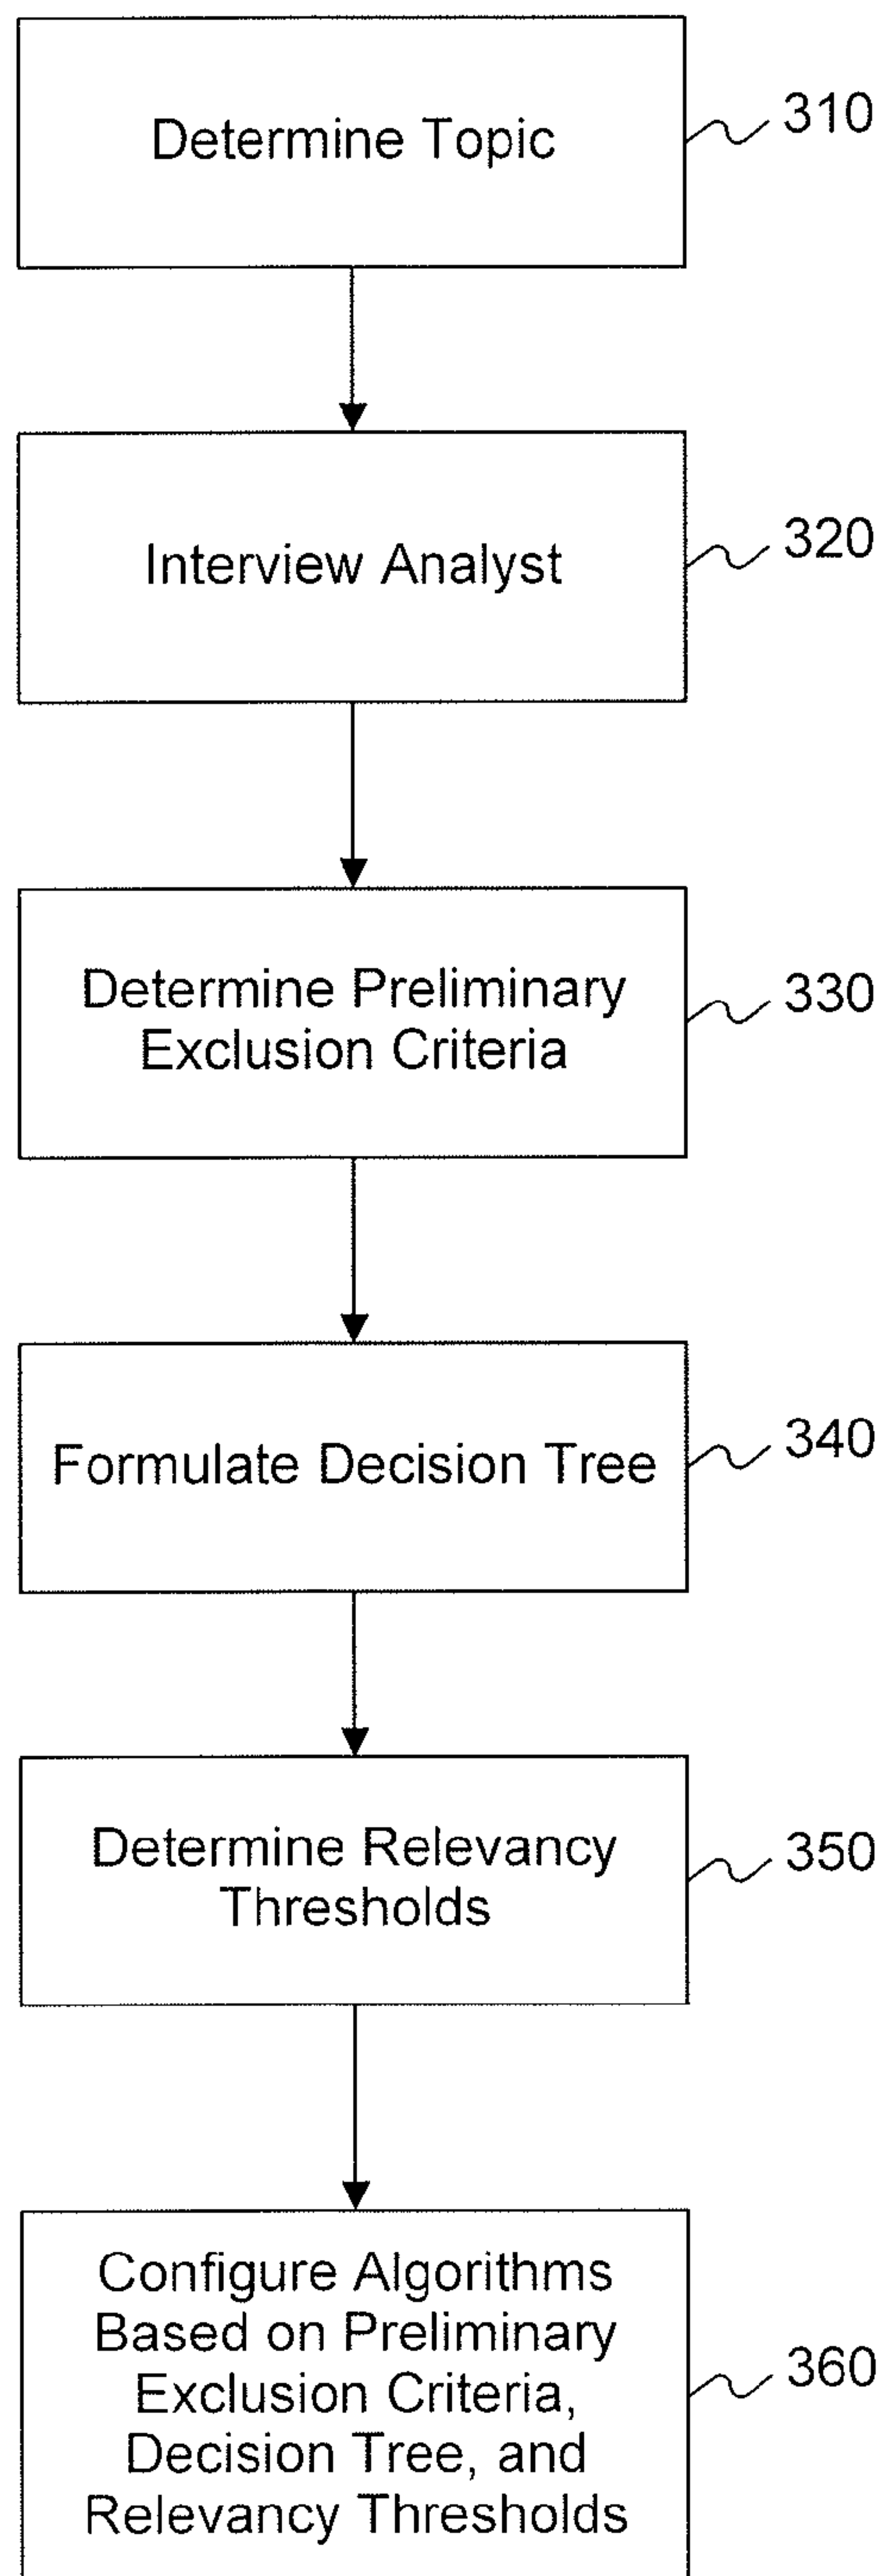 Determine Topic
310
Interview Analyst
320
Determine Preliminary
Exclusion Criteria
330
Formulate Decision Tree
340
Determine Relevancy
Thresholds
350
Configure Algorithms
Based on Preliminary
Exclusion Criteria,
Decision Tree, and
Relevancy Thresholds
360